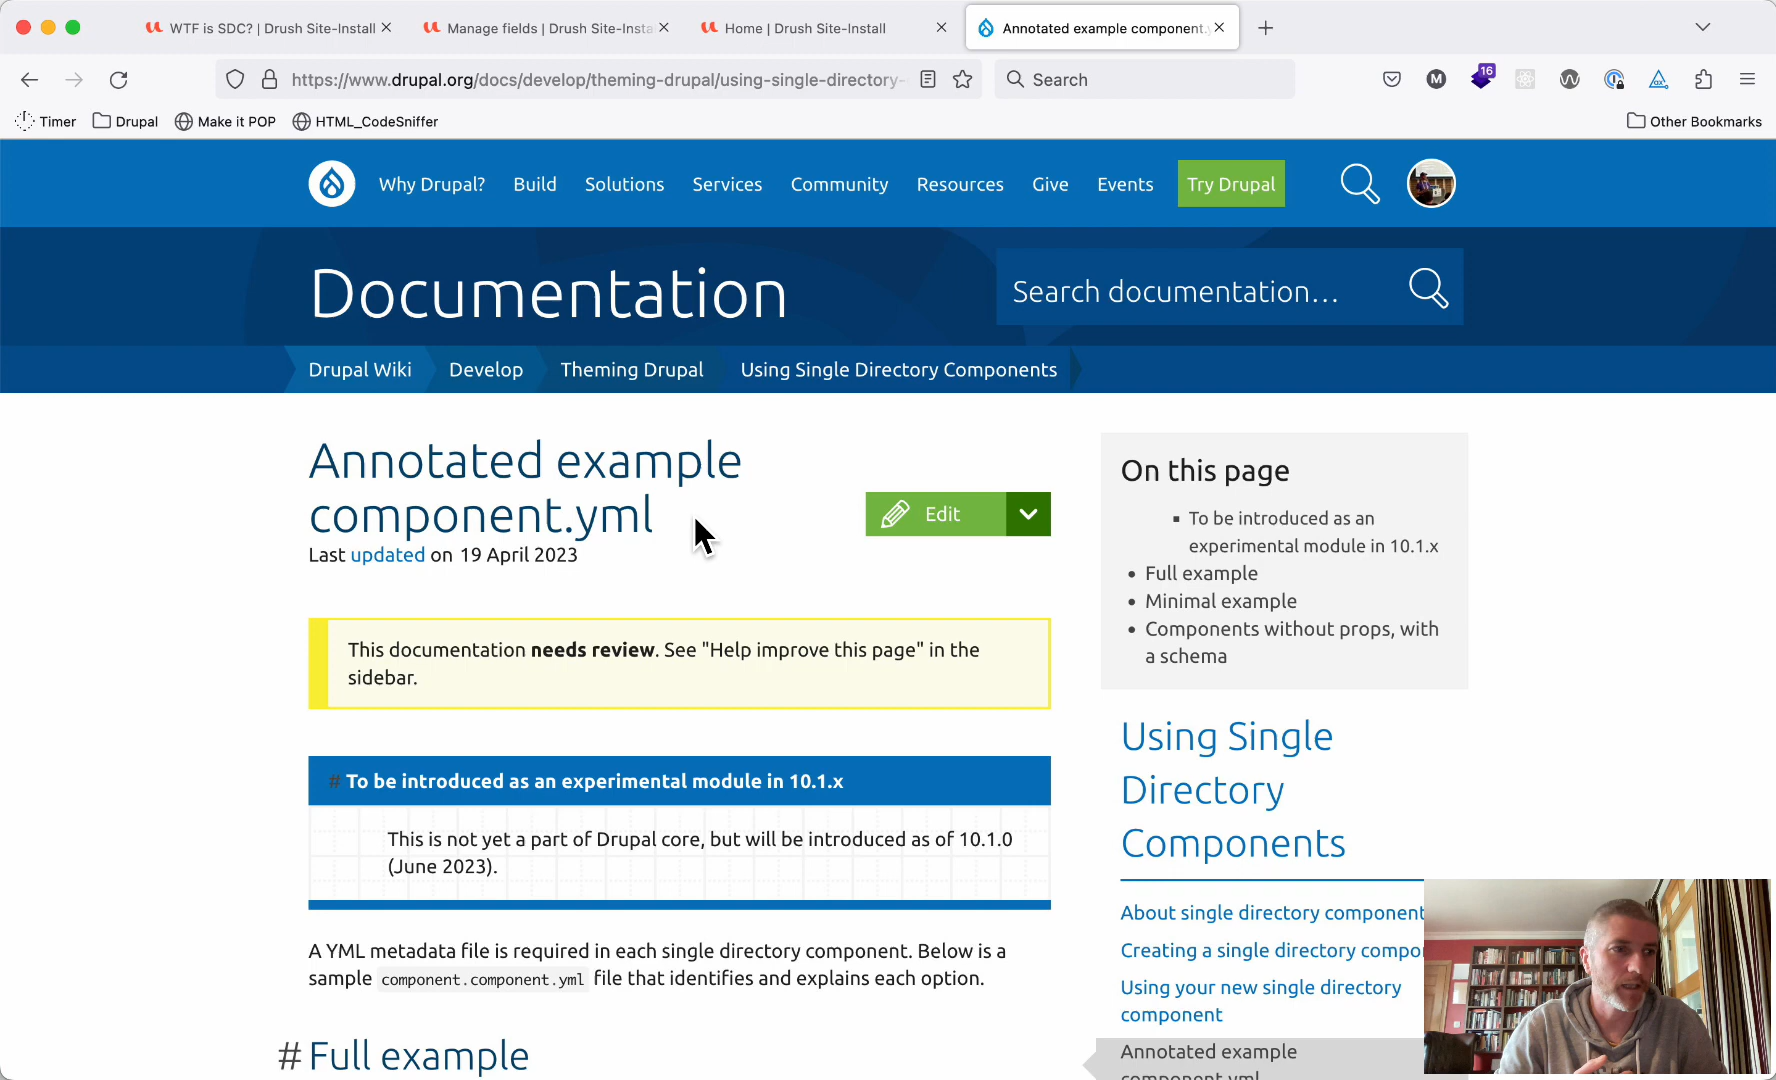 WTF is SDC? | Drush Site-Install
Manage fields | Drush Site-Insta
Home | Drush Site-Install
Annotated example component.y
https://www.drupal.org/docs/develop/theming-drupal/using-single-directory-
Search
M
16
Timer
Drupal
Make it POP
HTML_CodeSniffer
Other Bookmarks
Why Drupal?
Build
Solutions
Services
Community
Resources
Give
Events
Try Drupal
Documentation
Search documentation…
Drupal Wiki
Develop
Theming Drupal
Using Single Directory Components
Annotated example
component.yml
Edit
Last updated on 19 April 2023
This documentation needs review. See "Help improve this page" in the
sidebar.
# To be introduced as an experimental module in 10.1.x
This is not yet a part of Drupal core, but will be introduced as of 10.1.0
(June 2023).
A YML metadata file is required in each single directory component. Below is a
sample component.component.yml file that identifies and explains each option.
# Full example
On this page
To be introduced as an
experimental module in 10.1.x
Full example
Minimal example
Components without props, with
a schema
Using Single
Directory
Components
About single directory component
Creating a single directory compo
Using your new single directory
component
Annotated example
component.yml